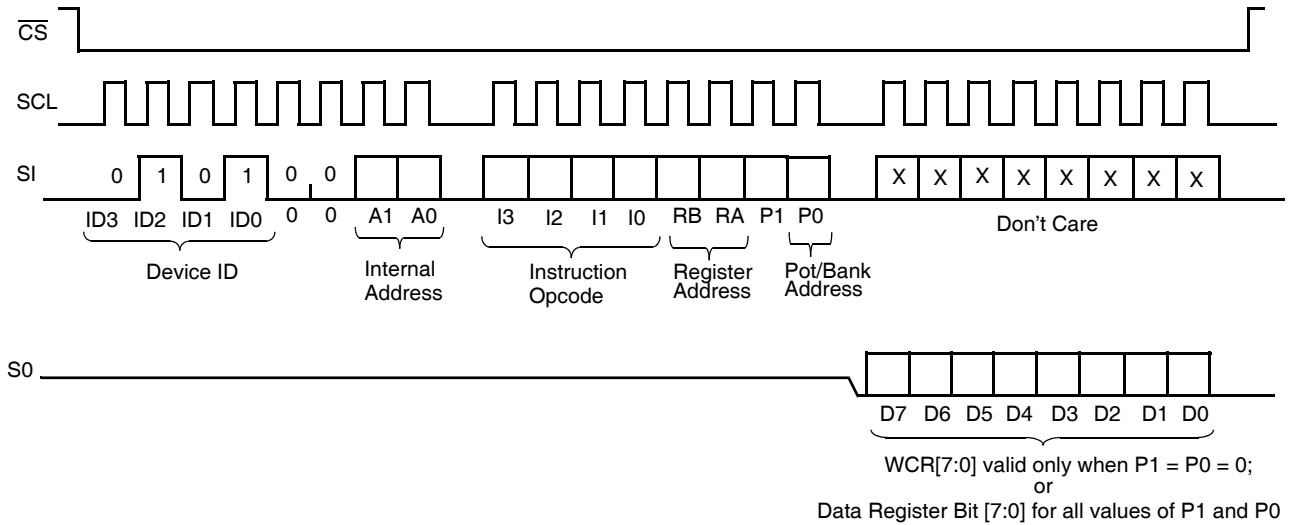 CS
SCL
SI
0 1 0 1 0 0
X X X X X X X X
ID3 ID2 ID1 ID0 0 0 A1 A0 I3 I2 I1 I0 RB RA P1 P0
Don't Care
Device ID
Internal
Address
Instruction
Opcode
Register
Address
Pot/Bank
Address
S0
D7 D6 D5 D4 D3 D2 D1 D0
WCR[7:0] valid only when P1 = P0 = 0;
or
Data Register Bit [7:0] for all values of P1 and P0